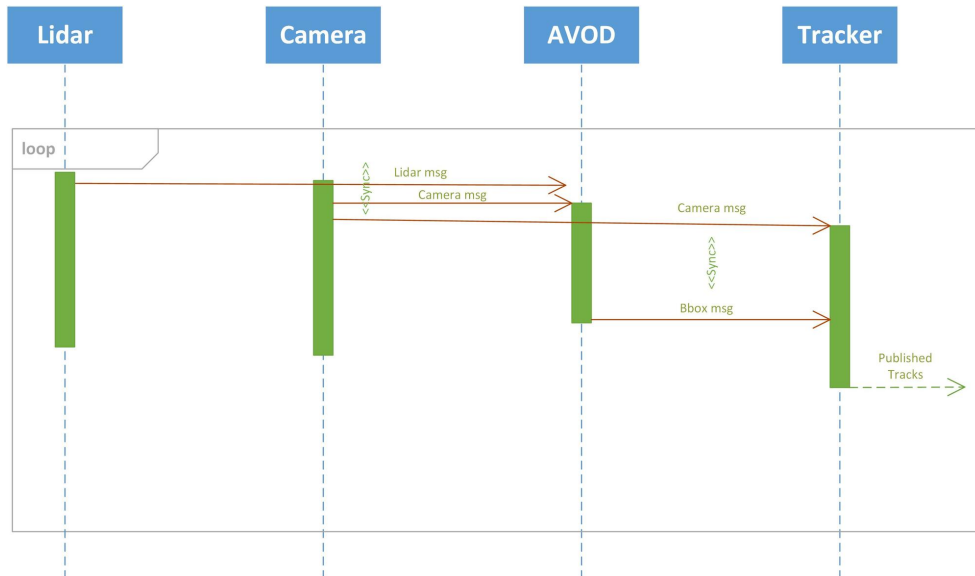 Lidar
Camera
AVOD
Tracker
loop
<<Sync>>
Lidar msg
Camera msg
Camera msg
<<Sync>>
Bbox msg
Published
Tracks